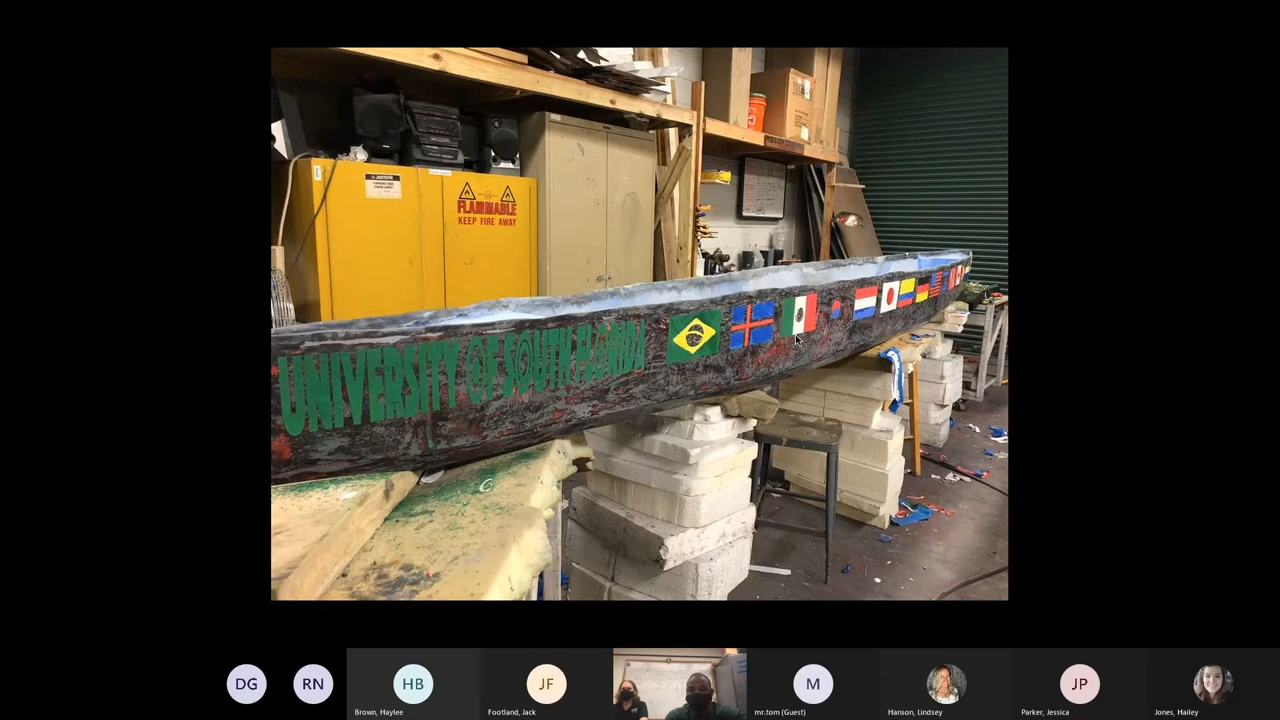 JUSTRITE
FLAMMABLE
KEEP FIRE AWAY
UNIVERSITY OF SOUTH FLORIDA
DG
RN
HB
JF
M
JP
Brown, Haylee
Footland, Jack
mr.tom (Guest)
Hanson, Lindsey
Parker, Jessica
Jones, Hailey